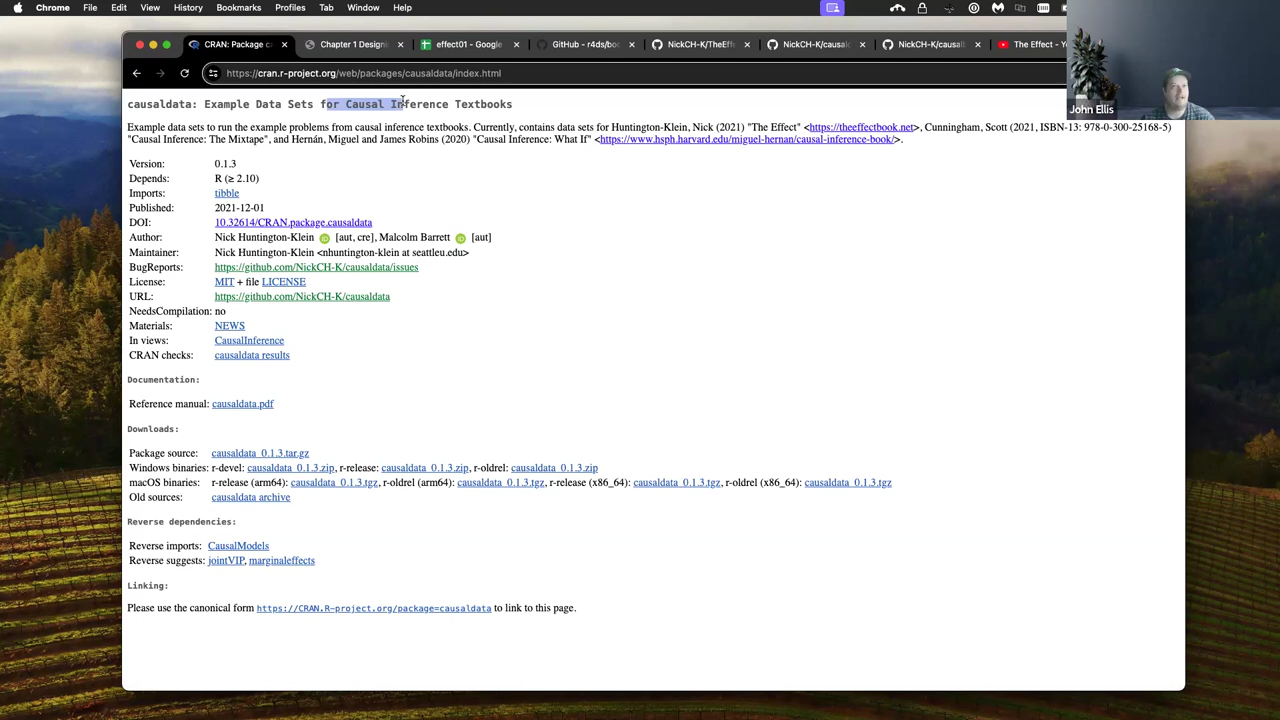 Chrome File Edit View History Bookmarks Profiles Tab Window Help
CRAN: Package ca Chapter 1 Designi effect01 - Google GitHub - r4ds/boo NickCH-K/TheEff NickCH-K/causal NickCH-K/causal The Effect - Yo
https://cran.r-project.org/web/packages/causaldata/index.html
John Ellis
causaldata: Example Data Sets for Causal Inference Textbooks
Example data sets to run the example problems from causal inference textbooks. Currently, contains data sets for Huntington-Klein, Nick (2021) "The Effect" <https://theeffectbook.net>, Cunningham, Scott (2021, ISBN-13: 978-0-300-25168-5)
"Causal Inference: The Mixtape", and Hernán, Miguel and James Robins (2020) "Causal Inference: What If" <https://www.hsph.harvard.edu/miguel-hernan/causal-inference-book/>.
Version: 0.1.3
Depends: R (≥ 2.10)
Imports: tibble
Published: 2021-12-01
DOI: 10.32614/CRAN.package.causaldata
Author: Nick Huntington-Klein [aut, cre], Malcolm Barrett [aut]
Maintainer: Nick Huntington-Klein <nhuntington-klein at seattleu.edu>
BugReports: https://github.com/NickCH-K/causaldata/issues
License: MIT + file LICENSE
URL: https://github.com/NickCH-K/causaldata
NeedsCompilation: no
Materials: NEWS
In views: CausalInference
CRAN checks: causaldata results
Documentation:
Reference manual: causaldata.pdf
Downloads:
Package source: causaldata_0.1.3.tar.gz
Windows binaries: r-devel: causaldata_0.1.3.zip, r-release: causaldata_0.1.3.zip, r-oldrel: causaldata_0.1.3.zip
macOS binaries: r-release (arm64): causaldata_0.1.3.tgz, r-oldrel (arm64): causaldata_0.1.3.tgz, r-release (x86_64): causaldata_0.1.3.tgz, r-oldrel (x86_64): causaldata_0.1.3.tgz
Old sources: causaldata archive
Reverse dependencies:
Reverse imports: CausalModels
Reverse suggests: jointVIP, marginaleffects
Linking:
Please use the canonical form https://CRAN.R-project.org/package=causaldata to link to this page.